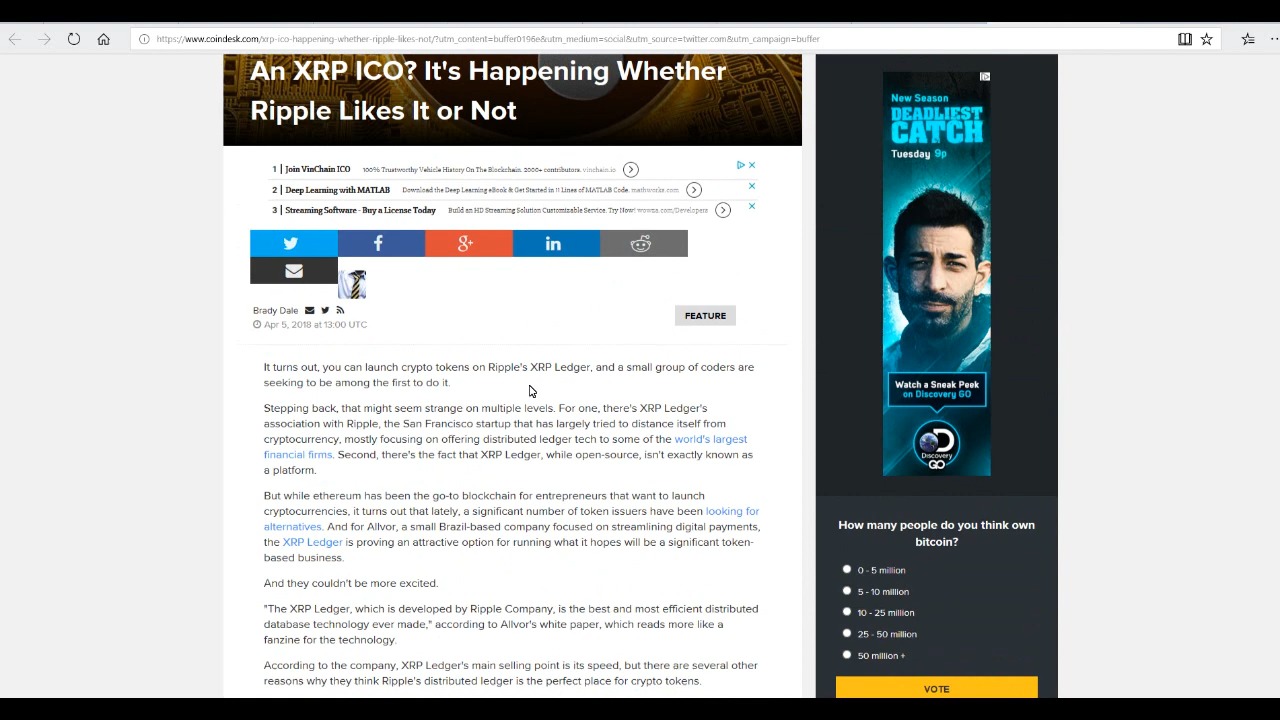 https://www.coindesk.com/xrp-ico-happening-whether-ripple-likes-not/?utm_content=buffer0196e&utm_medium=social&utm_source=twitter.com&utm_campaign=buffer
An XRP ICO? It's Happening Whether
Ripple Likes It or Not
1 Join VinChain ICO 100% Trustworthy Vehicle History On The Blockchain. 2000+ contributors. vinchain.io
2 Deep Learning with MATLAB Download the Deep Learning eBook & Get Started in 11 Lines of MATLAB Code. mathworks.com
3 Streaming Software - Buy a License Today Build an HD Streaming Solution Customizable Service. Try Now! wowza.com/Developers
Brady Dale
Apr 5, 2018 at 13:00 UTC
FEATURE
It turns out, you can launch crypto tokens on Ripple's XRP Ledger, and a small group of coders are
seeking to be among the first to do it.
Stepping back, that might seem strange on multiple levels. For one, there's XRP Ledger's
association with Ripple, the San Francisco startup that has largely tried to distance itself from
cryptocurrency, mostly focusing on offering distributed ledger tech to some of the world's largest
financial firms. Second, there's the fact that XRP Ledger, while open-source, isn't exactly known as
a platform.
But while ethereum has been the go-to blockchain for entrepreneurs that want to launch
cryptocurrencies, it turns out that lately, a significant number of token issuers have been looking for
alternatives. And for Allvor, a small Brazil-based company focused on streamlining digital payments,
the XRP Ledger is proving an attractive option for running what it hopes will be a significant token-
based business.
And they couldn't be more excited.
"The XRP Ledger, which is developed by Ripple Company, is the best and most efficient distributed
database technology ever made," according to Allvor's white paper, which reads more like a
fanzine for the technology.
According to the company, XRP Ledger's main selling point is its speed, but there are several other
reasons why they think Ripple's distributed ledger is the perfect place for crypto tokens.
New Season
DEADLIEST
CATCH
Tuesday 9p
Watch a Sneak Peek
on Discovery GO
Discovery
GO
How many people do you think own
bitcoin?
0 - 5 million
5 - 10 million
10 - 25 million
25 - 50 million
50 million +
VOTE